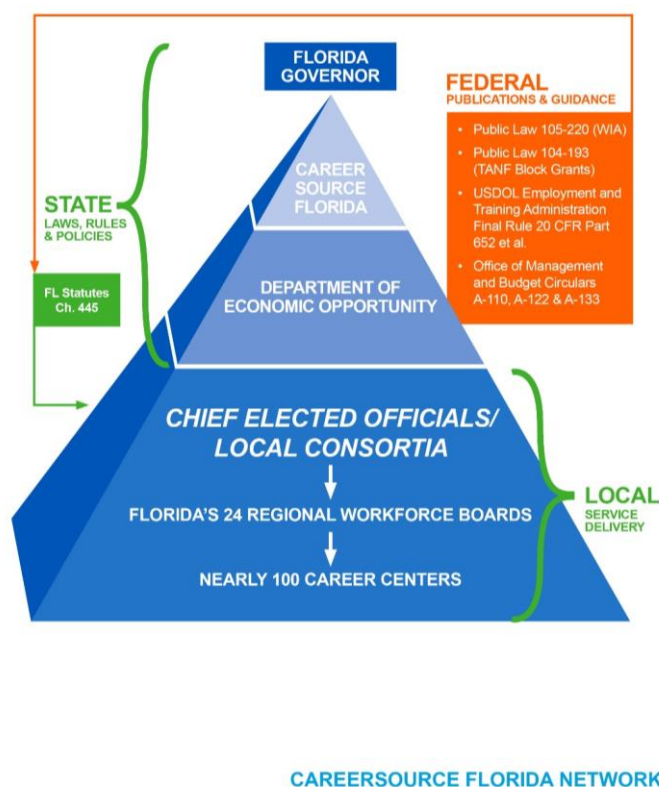 FLORIDA
GOVERNOR
FEDERAL
PUBLICATIONS & GUIDANCE
• Public Law 105-220 (WIA)
• Public Law 104-193
(TANF Block Grants)
• USDOL Employment and
Training Administration
Final Rule 20 CFR Part
652 et al.
• Office of Management
and Budget Circulars
A-110, A-122 & A-133
CAREER
SOURCE
FLORIDA
STATE
LAWS, RULES
& POLICIES
FL Statutes
Ch. 445
DEPARTMENT OF
ECONOMIC OPPORTUNITY
CHIEF ELECTED OFFICIALS/
LOCAL CONSORTIA
FLORIDA'S 24 REGIONAL WORKFORCE BOARDS
NEARLY 100 CAREER CENTERS
LOCAL
SERVICE
DELIVERY
CAREERSOURCE FLORIDA NETWORK